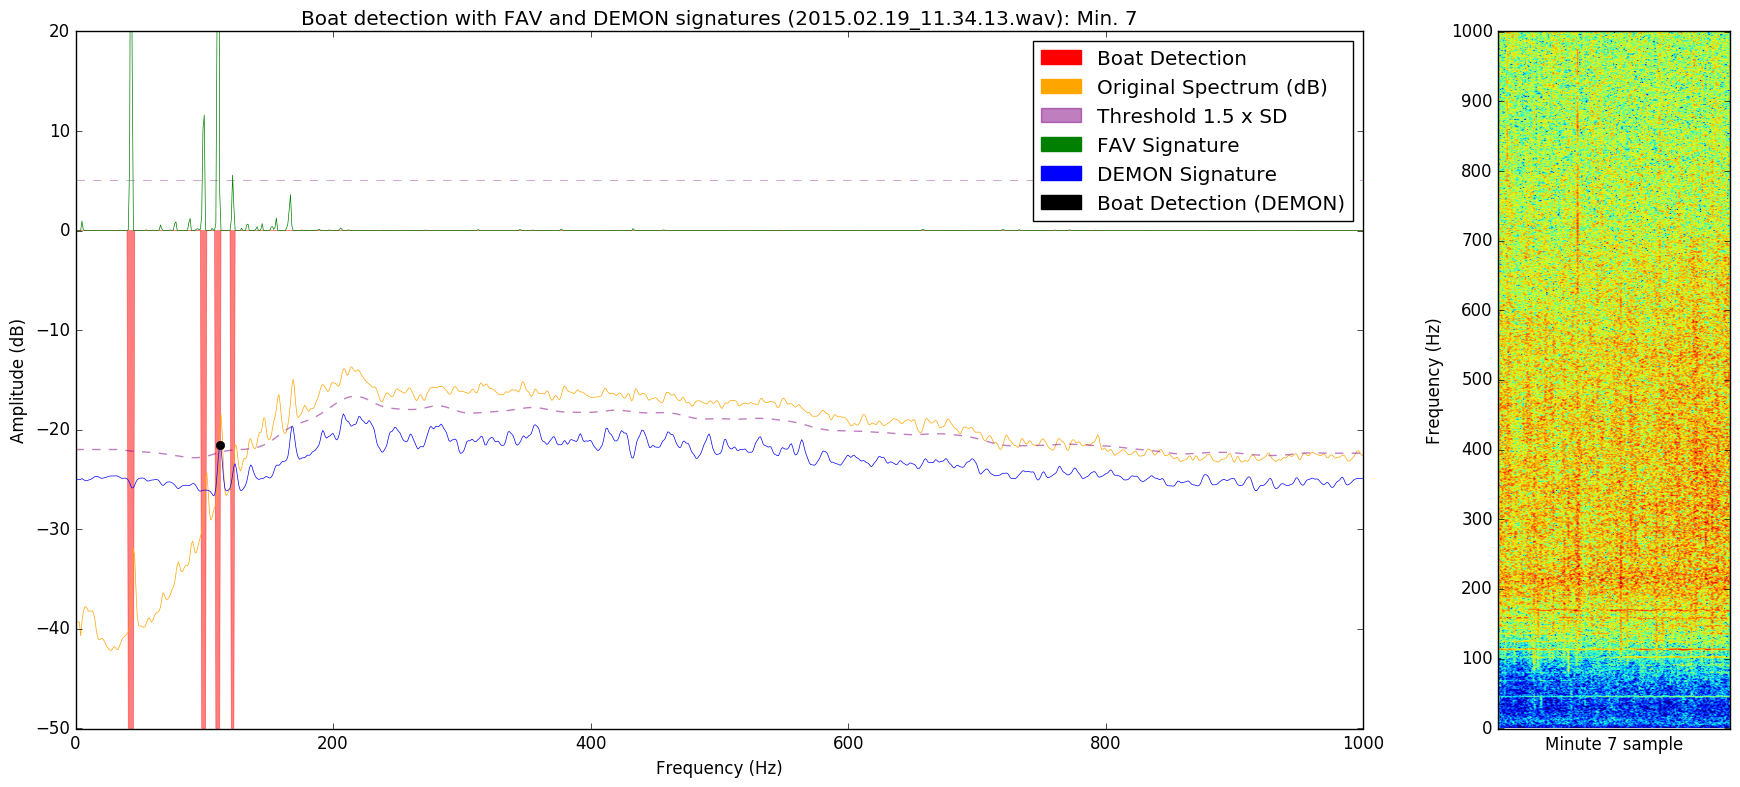 Boat detection with FAV and DEMON signatures (2015.02.19_11.34.13.wav): Min. 7
20
10
0
−10
−20
−30
−40
−50
Amplitude (dB)
0 200 400 600 800 1000
Frequency (Hz)
Boat Detection
Original Spectrum (dB)
Threshold 1.5 x SD
FAV Signature
DEMON Signature
Boat Detection (DEMON)
1000
900
800
700
600
500
400
300
200
100
0
Frequency (Hz)
Minute 7 sample